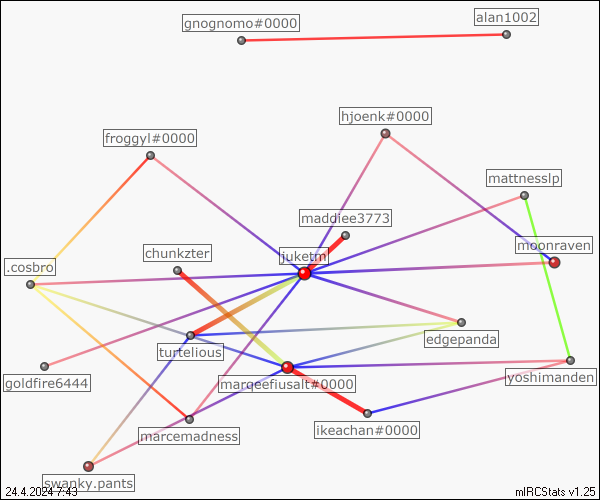 alan1002
gnognomo#0000
hjoenk#0000
froggyl#0000
mattnesslp
maddiee3773
moonraven
chunkzter
juketm
.cosbro
edgepanda
turtelious
yoshimanden
goldfire6444
marqeefiusalt#0000
ikeachan#0000
marcemadness
swanky.pants
24.4.2024 7:43
mIRCStats v1.25